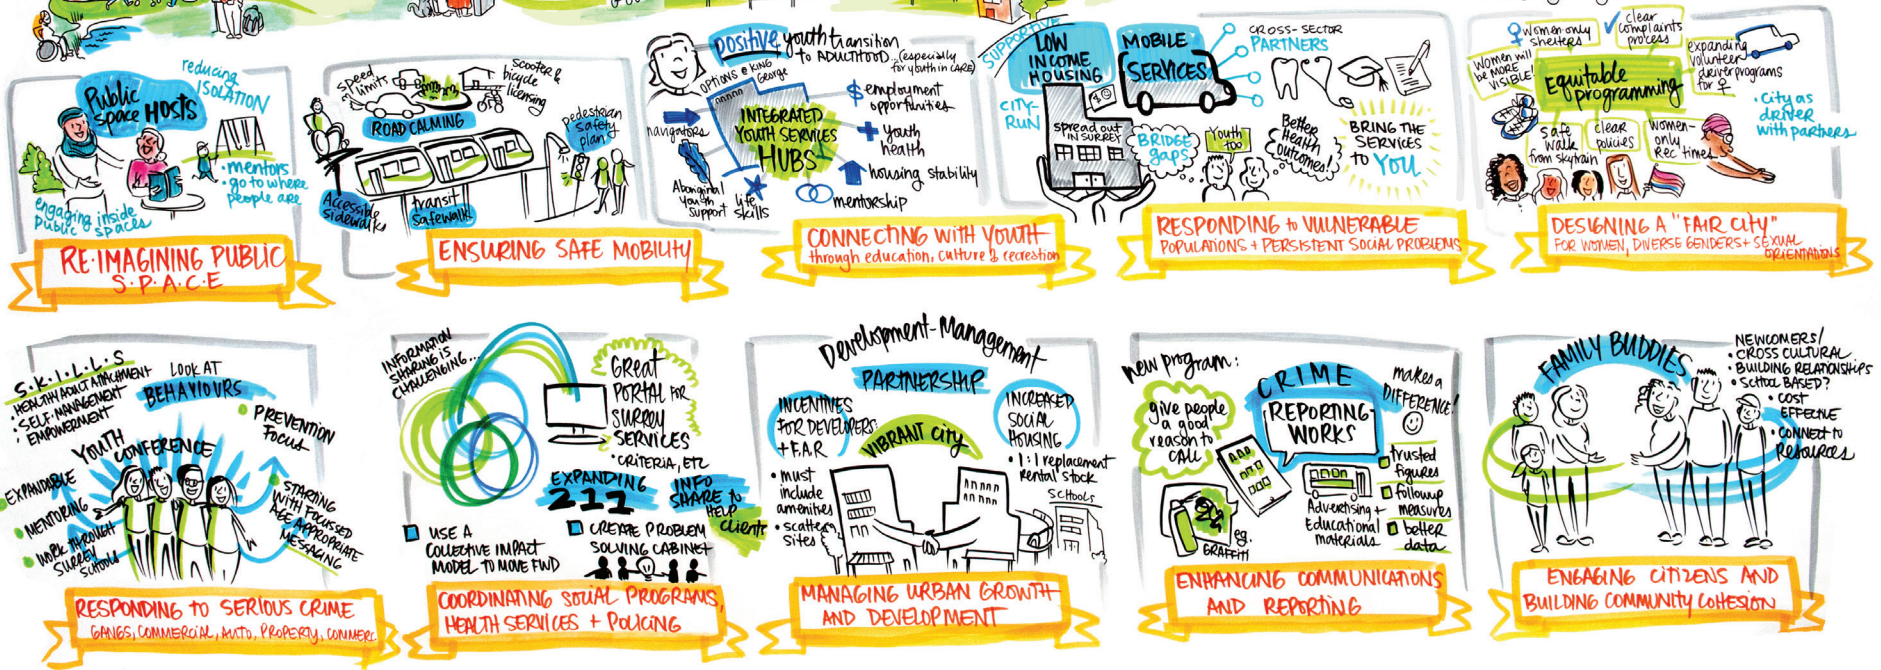 Public
space HOSTS
reducing
ISOLATION
• mentors
• go to where
people are
engaging inside
Public spaces
RE-IMAGINING PUBLIC
S·P·A·C·E
speed
limits
scooter &
bicycle
licensing
ROAD CALMING
pedestrian
safety
plan
Accessible
sidewalks
transit
safewalk
ENSURING SAFE MOBILITY
positive youth transition
to ADULTHOOD... (especially
for youth in CARE)
OPTIONS @ KING
George
navigators
INTEGRATED
YOUTH SERVICES
HUBS
$ employment
opportunities
+ Youth
health
housing stability
mentorship
Aboriginal
Youth
Support
life
skills
CONNECTING WITH YOUTH
through education, culture & recreation
SUPPORTIVE
LOW
INCOME
HOUSING
CITY-
RUN
spread out
IN SURREY
MOBILE
SERVICES
CROSS-SECTOR
PARTNERS
BRIDGE
gaps
Youth
too
Better
Health
outcomes!
BRING THE
SERVICES
to YOU
RESPONDING to VULNERABLE
POPULATIONS + PERSISTENT SOCIAL PROBLEMS
women-only
shelters
clear
complaints
process
women will
be MORE
VISIBLE!
Equitable
programming
expanding
volunteer
driver programs
for ♀
• City as
driver
with partners
safe
walk
from skytrain
clear
policies
women-
only
Rec times
DESIGNING A "FAIR CITY"
FOR WOMEN, DIVERSE GENDERS + SEXUAL
ORIENTATIONS
S·K·I·L·L·S
• HEALTHY ADULT ATTACHMENT
• SELF-MANAGEMENT
• EMPOWERMENT
LOOK AT
BEHAVIOURS
• PREVENTION
FOCUS
YOUTH
CONFERENCE
• EXPANDABLE
• MENTORING
• WORK THROUGH
SURREY
SCHOOLS
• STARTING
WITH FOCUSSED
AGE APPROPRIATE
MESSAGING
RESPONDING to SERIOUS CRIME
GANGS, COMMERCIAL, AUTO, PROPERTY, COMMERC
INFORMATION
SHARING IS
CHALLENGING...
GREAT
PORTAL FOR
SURREY
SERVICES
• CRITERIA, ETC
EXPANDING
211
INFO
SHARE to
HELP
clients
USE A
COLLECTIVE IMPACT
MODEL TO MOVE FWD
CREATE PROBLEM
SOLVING CABINET
COORDINATING SOCIAL PROGRAMS,
HEALTH SERVICES + POLICING
Development-Management
PARTNERSHIP
INCENTIVES
FOR DEVELOPERS:
+ F.A.R
• must
include
amenities
• scattered
sites
VIBRANT City
INCREASED
SOCIAL
HOUSING
• 1:1 replacement
rental stock
SCHOOLS
MANAGING URBAN GROWTH
AND DEVELOPMENT
new program:
give people
a good
reason to
CALL
CRIME
REPORTING
WORKS
makes a
DIFFERENCE!
trusted
figures
followup
measures
better
data
Advertising +
Educational
materials
eg.
GRAFFITI
ENHANCING COMMUNICATIONS
AND REPORTING
FAMILY BUDDIES
NEWCOMERS/
• CROSS CULTURAL
• BUILDING RELATIONSHIPS
• SCHOOL BASED?
• COST
EFFECTIVE
• CONNECT to
RESOURCES
ENGAGING CITIZENS AND
BUILDING COMMUNITY COHESION